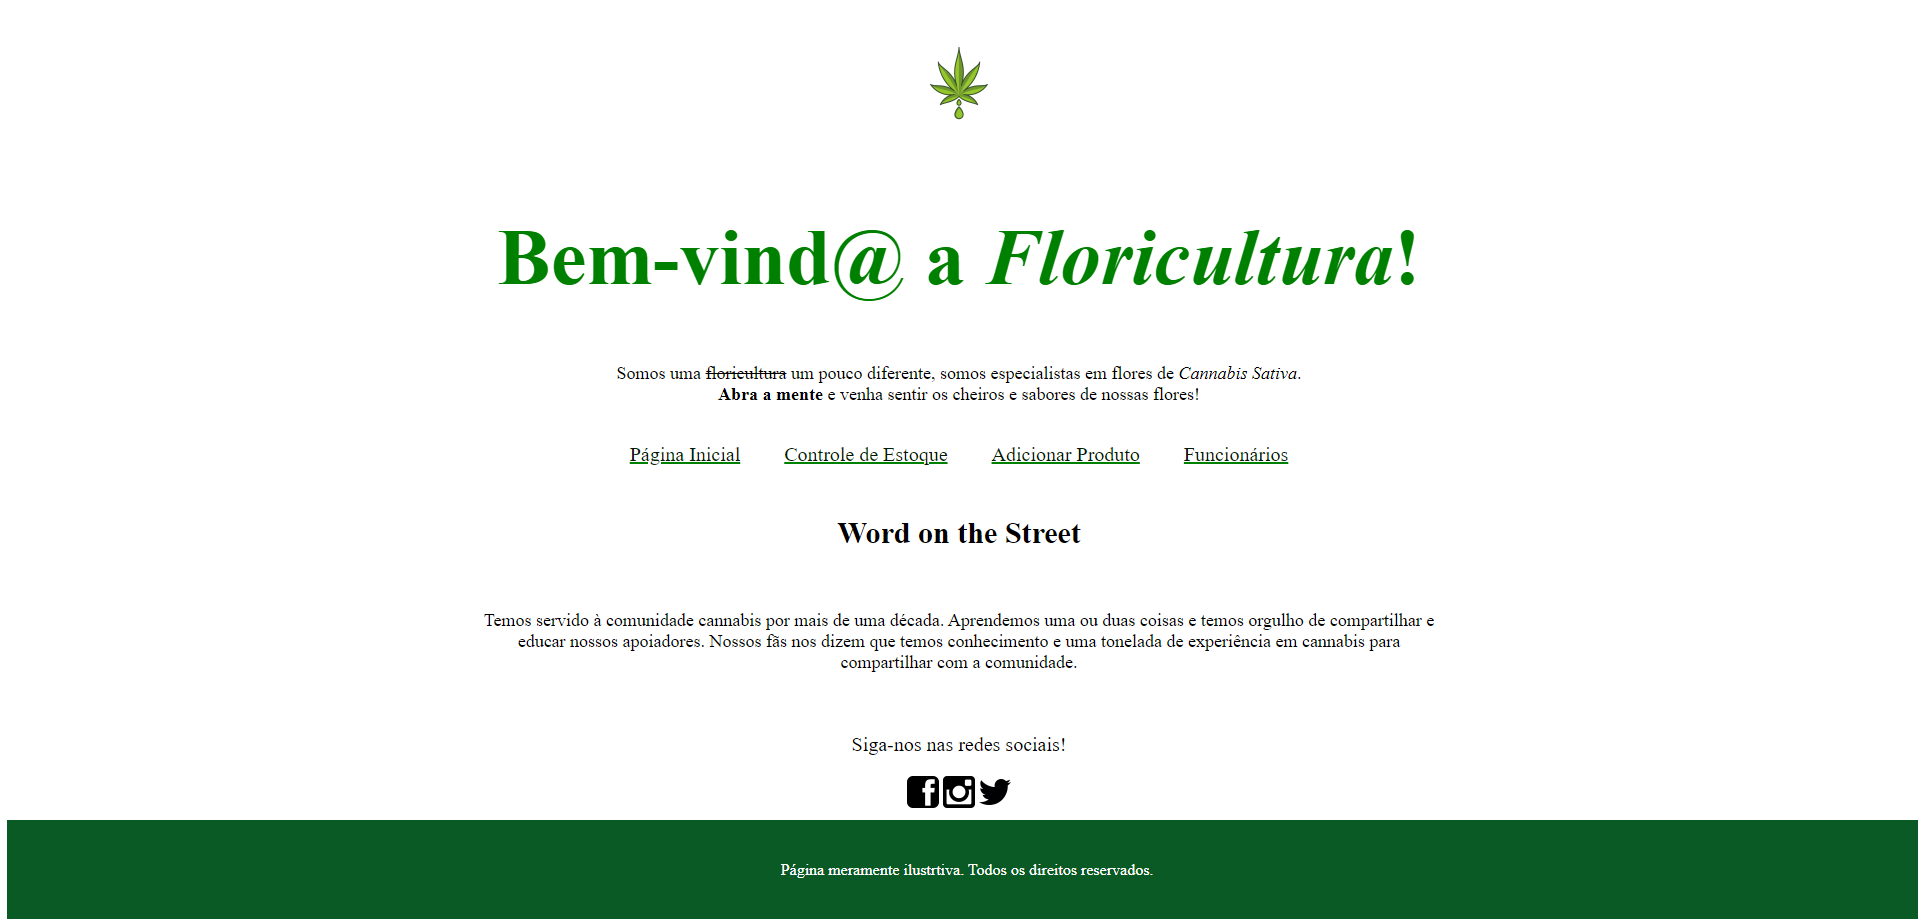 Bem-vind@ a Floricultura!
Somos uma floricultura um pouco diferente, somos especialistas em flores de Cannabis Sativa.
Abra a mente e venha sentir os cheiros e sabores de nossas flores!
Página Inicial Controle de Estoque Adicionar Produto Funcionários
Word on the Street
Temos servido à comunidade cannabis por mais de uma década. Aprendemos uma ou duas coisas e temos orgulho de compartilhar e
educar nossos apoiadores. Nossos fãs nos dizem que temos conhecimento e uma tonelada de experiência em cannabis para
compartilhar com a comunidade.
Siga-nos nas redes sociais!
Página meramente ilustrtiva. Todos os direitos reservados.